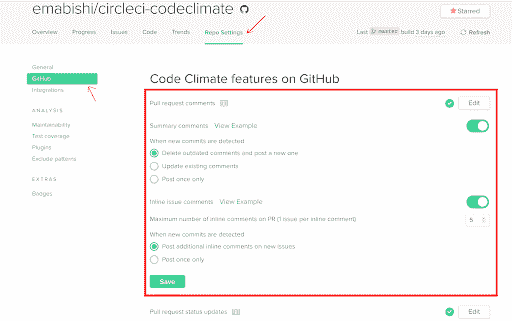 emabishi/circleci-codeclimate
Starred
Overview Progress Issues Code Trends Repo Settings Last master build 3 days ago Refresh
General
GitHub
Integrations
ANALYSIS
Maintainability
Test coverage
Plugins
Exclude patterns
EXTRAS
Badges
Code Climate features on GitHub
Pull request comments Edit
Summary comments View Example
When new commits are detected
Delete outdated comments and post a new one
Update existing comments
Post once only
Inline issue comments View Example
Maximum number of inline comments on PR (1 issue per inline comment) 5
When new commits are detected
Post additional inline comments on new issues
Post once only
Save
Pull request status updates Edit